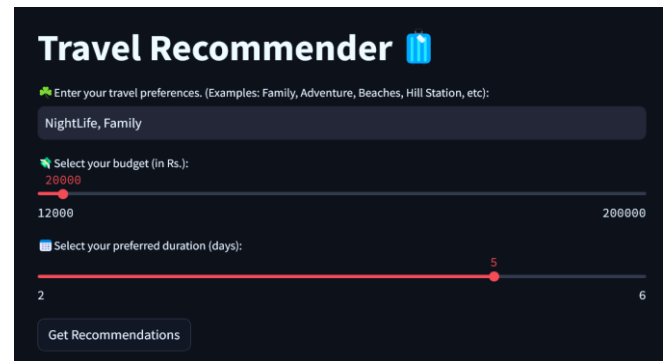 Travel Recommender
Enter your travel preferences. (Examples: Family, Adventure, Beaches, Hill Station, etc):
NightLife, Family
Select your budget (in Rs.):
20000
12000 200000
Select your preferred duration (days):
5
2 6
Get Recommendations